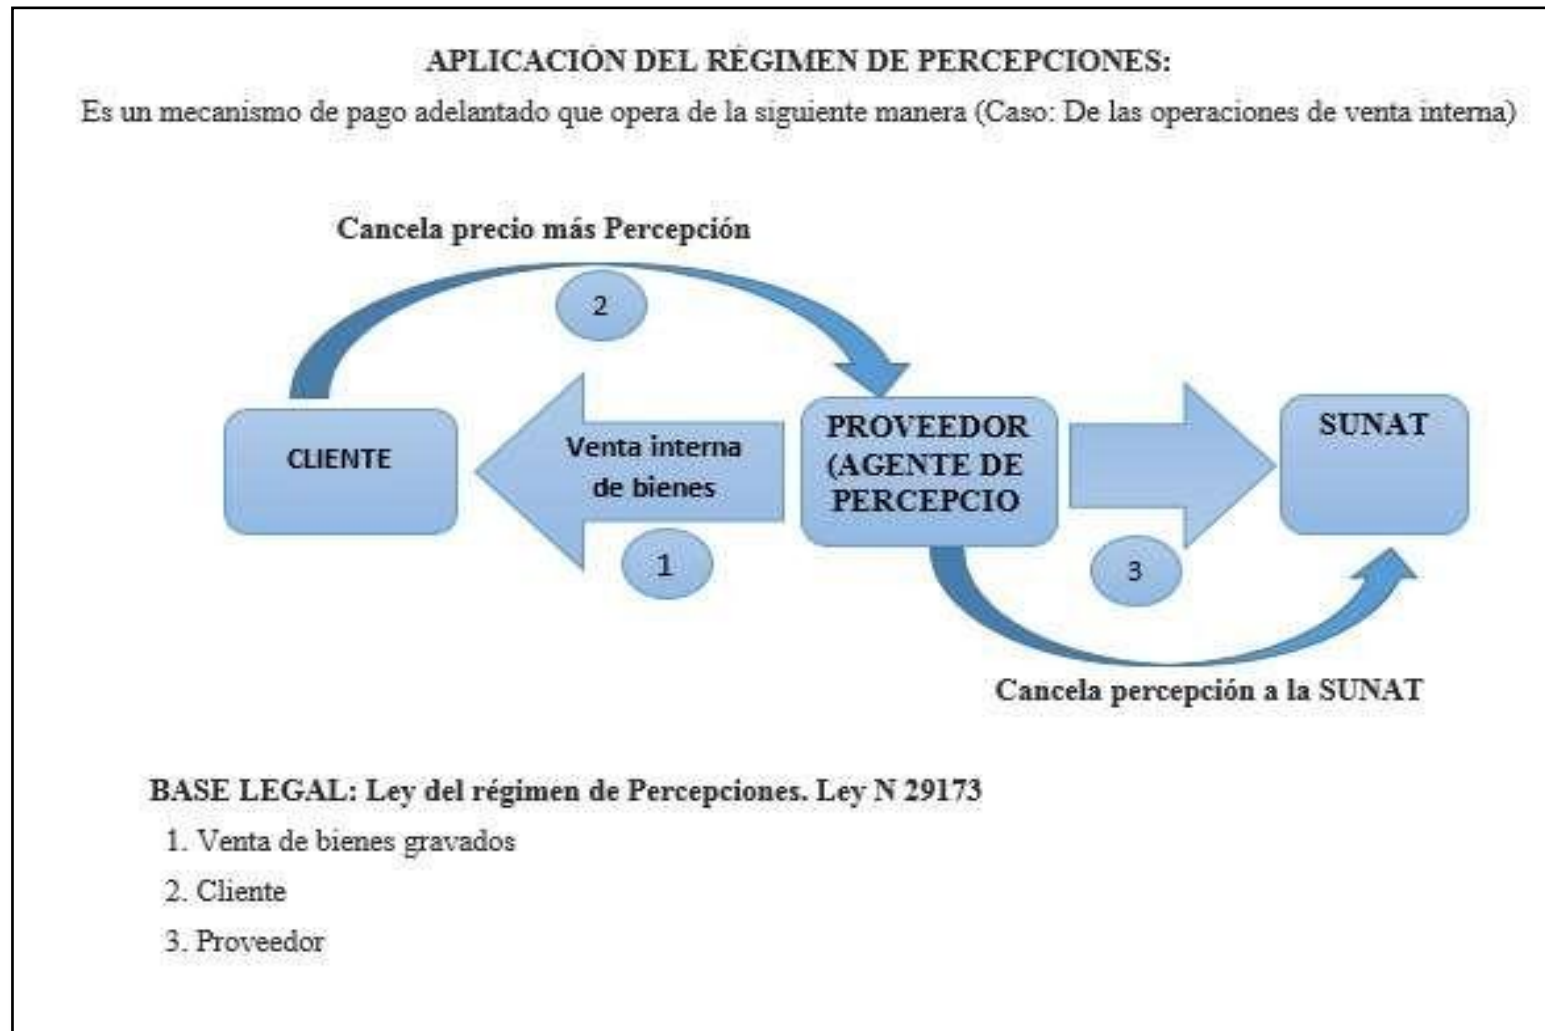 APLICACIÓN DEL RÉGIMEN DE PERCEPCIONES:
Es un mecanismo de pago adelantado que opera de la siguiente manera (Caso: De las operaciones de venta interna)
Cancela precio más Percepción
2
CLIENTE
Venta interna
de bienes
1
PROVEEDOR
(AGENTE DE
PERCEPCIO
3
SUNAT
Cancela percepción a la SUNAT
BASE LEGAL: Ley del régimen de Percepciones. Ley N 29173
1. Venta de bienes gravados
2. Cliente
3. Proveedor